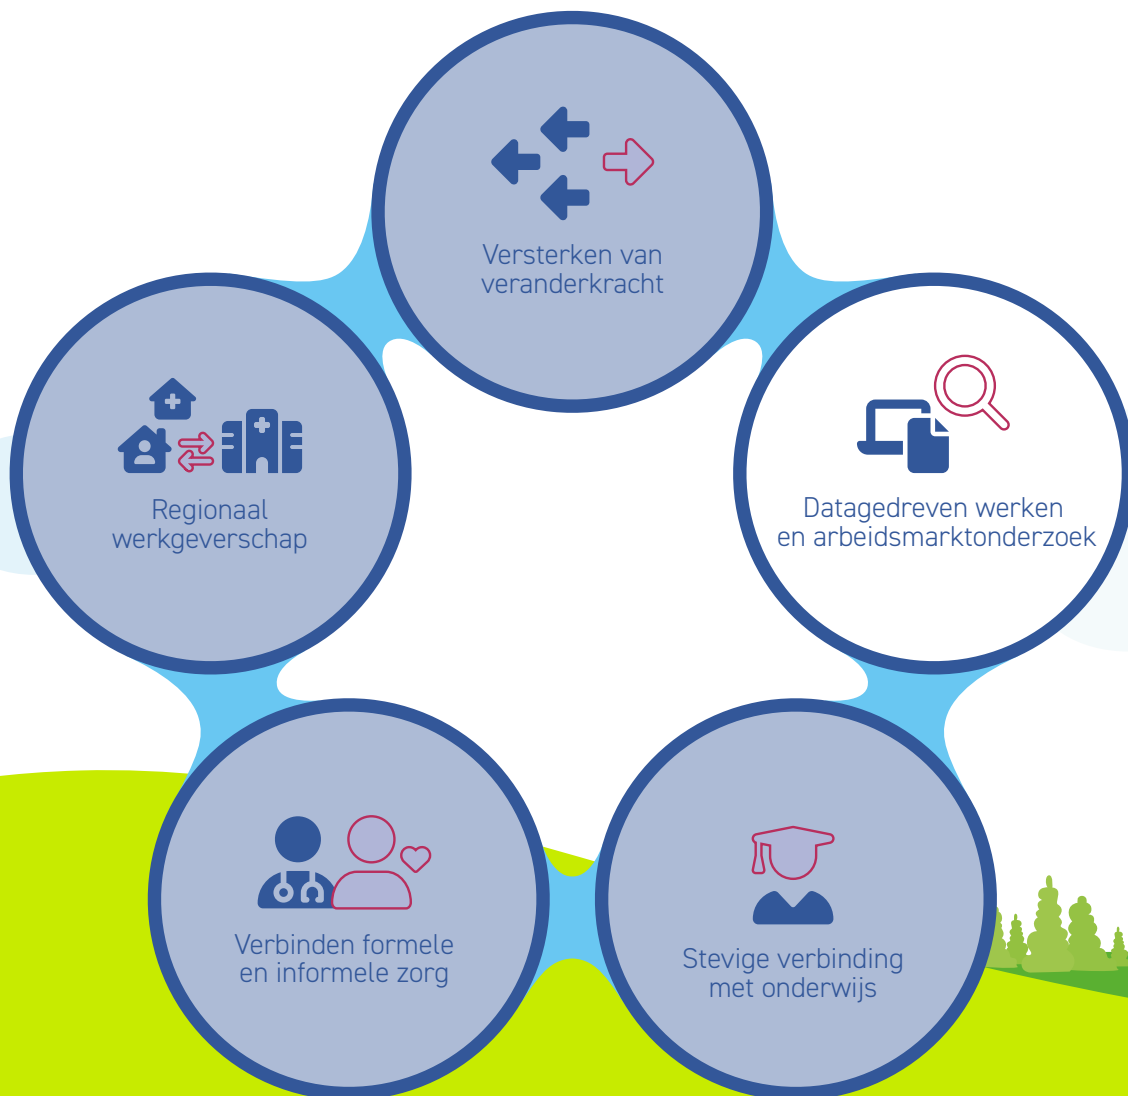 Versterken van
veranderkracht
Regionaal
werkgeverschap
Datagedreven werken
en arbeidsmarktonderzoek
Verbinden formele
en informele zorg
Stevige verbinding
met onderwijs